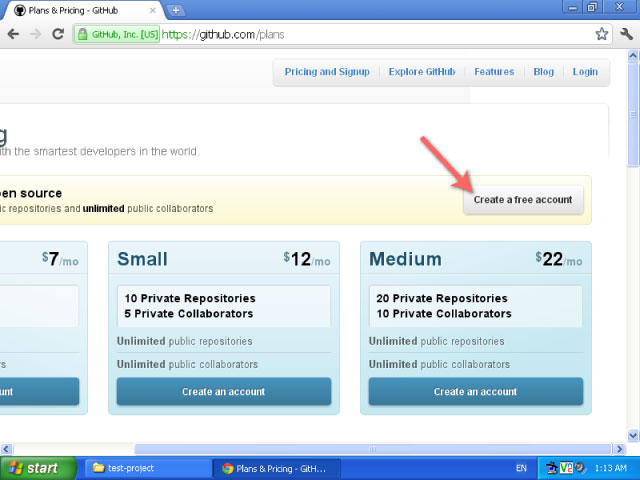 Plans & Pricing - GitHub
GitHub, Inc. [US] https://github.com/plans
Pricing and Signup Explore GitHub Features Blog Login
g
ith the smartest developers in the world.
pen source
ic repositories and unlimited public collaborators
Create a free account
$7/mo
Small $12/mo
Medium $22/mo
10 Private Repositories
5 Private Collaborators
20 Private Repositories
10 Private Collaborators
Unlimited public repositories
Unlimited public repositories
s
Unlimited public collaborators
Unlimited public collaborators
unt
Create an account
Create an account
start test-project Plans & Pricing - GitH... EN 1:13 AM